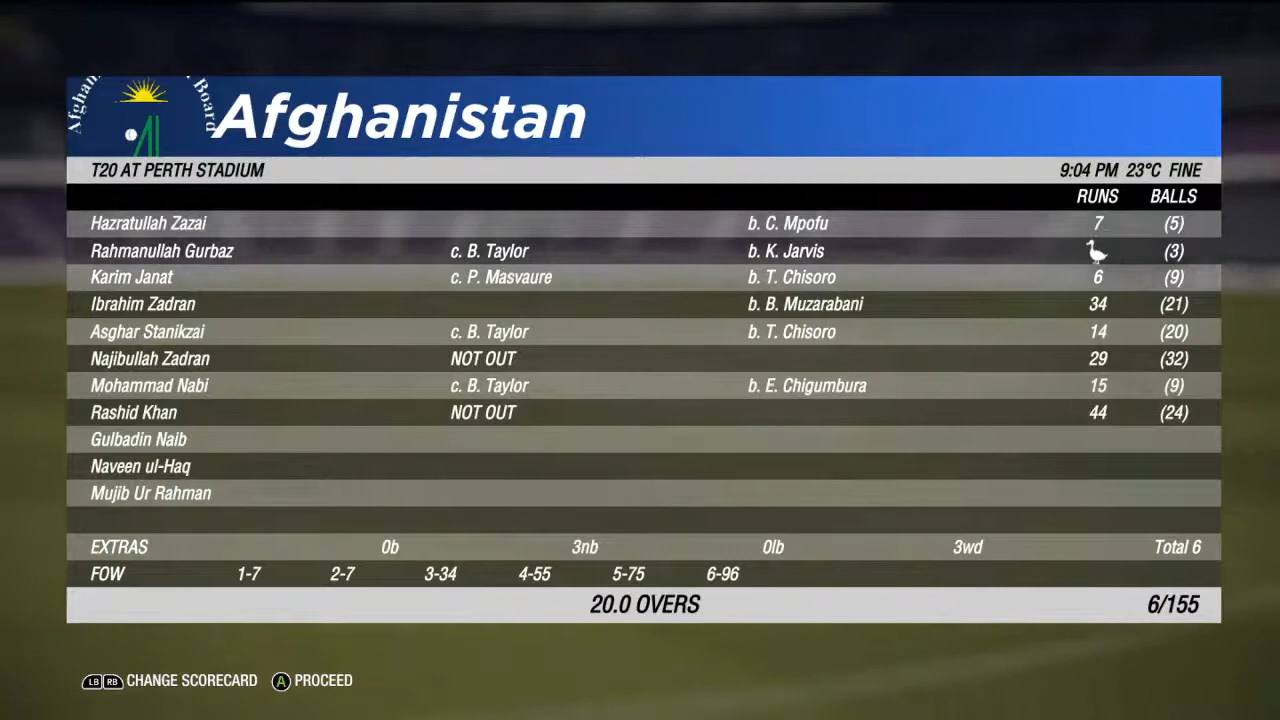 Afghan Board
Afghanistan
T20 AT PERTH STADIUM 9:04 PM 23°C FINE
RUNS BALLS
Hazratullah Zazai b. C. Mpofu 7 (5)
Rahmanullah Gurbaz c. B. Taylor b. K. Jarvis (3)
Karim Janat c. P. Masvaure b. T. Chisoro 6 (9)
Ibrahim Zadran b. B. Muzarabani 34 (21)
Asghar Stanikzai c. B. Taylor b. T. Chisoro 14 (20)
Najibullah Zadran NOT OUT 29 (32)
Mohammad Nabi c. B. Taylor b. E. Chigumbura 15 (9)
Rashid Khan NOT OUT 44 (24)
Gulbadin Naib
Naveen ul-Haq
Mujib Ur Rahman
EXTRAS 0b 3nb 0lb 3wd Total 6
FOW 1-7 2-7 3-34 4-55 5-75 6-96
20.0 OVERS 6/155
LB RB CHANGE SCORECARD A PROCEED